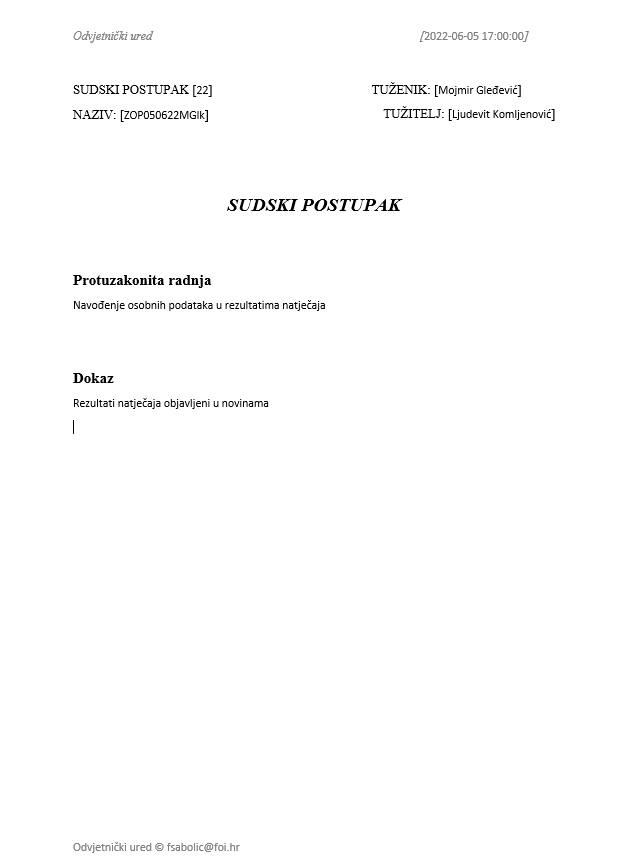 Odvjetnički ured [2022-06-05 17:00:00]
SUDSKI POSTUPAK [22] TUŽENIK: [Mojmir Gleđević]
NAZIV: [ZOP050622MGlk] TUŽITELJ: [Ljudevit Komljenović]
SUDSKI POSTUPAK
Protuzakonita radnja
Navođenje osobnih podataka u rezultatima natječaja
Dokaz
Rezultati natječaja objavljeni u novinama
Odvjetnički ured © fsabolic@foi.hr